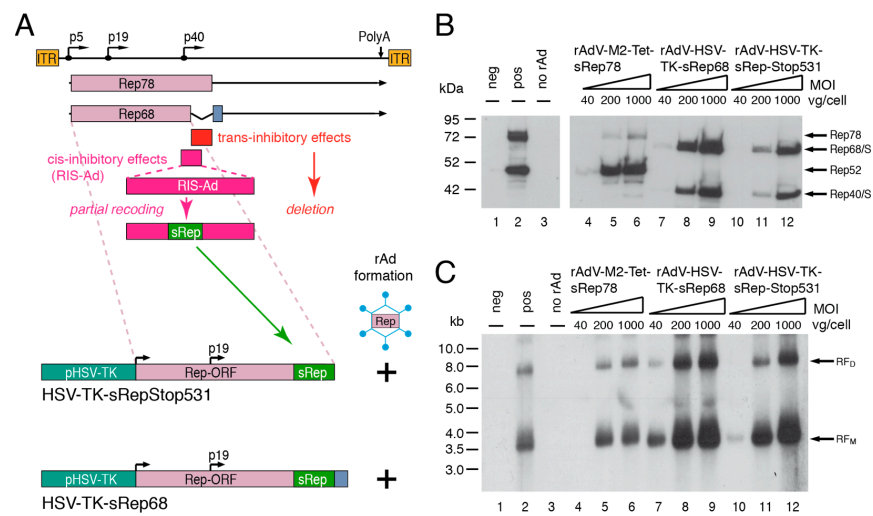 A
p5
p19
p40
PolyA
ITR
ITR
Rep78
Rep68
trans-inhibitory effects
cis-inhibitory effects
(RIS-Ad)
RIS-Ad
partial recoding
deletion
sRep
rAd
formation
Rep
p19
pHSV-TK
Rep-ORF
sRep
+
HSV-TK-sRepStop531
p19
pHSV-TK
Rep-ORF
sRep
+
HSV-TK-sRep68
B
neg
pos
no rAd
rAdV-M2-Tet-
sRep78
rAdV-HSV-
TK-sRep68
rAdV-HSV-TK-
sRep-Stop531
MOI
kDa
40 200 1000 40 200 1000 40 200 1000 vg/cell
95
72
52
42
Rep78
Rep68/S
Rep52
Rep40/S
1 2 3 4 5 6 7 8 9 10 11 12
C
neg
pos
no rAd
rAdV-M2-Tet-
sRep78
rAdV-HSV-
TK-sRep68
rAdV-HSV-TK-
sRep-Stop531
MOI
kb
40 200 1000 40 200 1000 40 200 1000 vg/cell
10.0
8.0
6.0
5.0
4.0
3.5
3.0
RFD
RFM
1 2 3 4 5 6 7 8 9 10 11 12